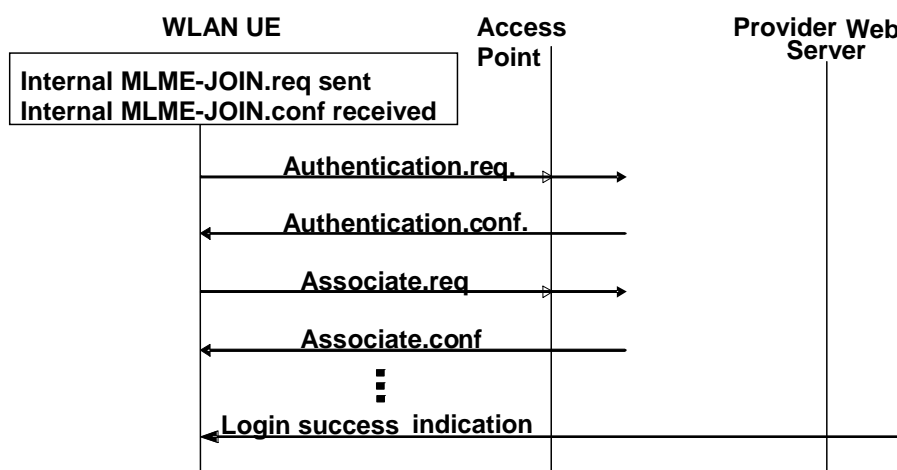 WLAN UE
Access
Point
Provider Web
Server
Internal MLME-JOIN.req sent
Internal MLME-JOIN.conf received
Authentication.req.
Authentication.conf.
Associate.req
Associate.conf
Login success indication